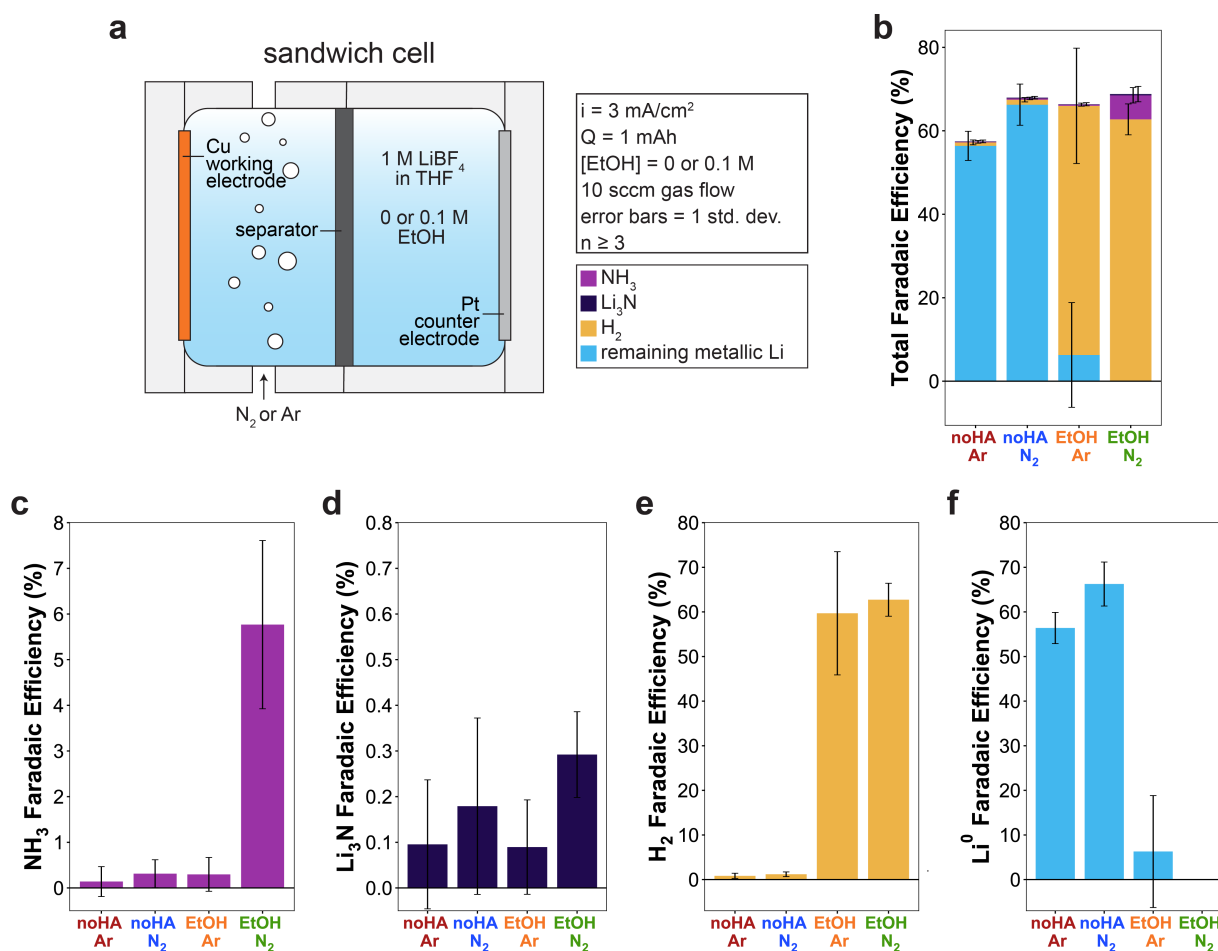 a
sandwich cell
Cu
working
electrode
separator
1 M LiBF₄
in THF
0 or 0.1 M
EtOH
Pt
counter
electrode
N₂ or Ar
i = 3 mA/cm²
Q = 1 mAh
[EtOH] = 0 or 0.1 M
10 sccm gas flow
error bars = 1 std. dev.
n ≥ 3
NH₃
Li₃N
H₂
remaining metallic Li
b
Total Faradaic Efficiency (%)
80
60
40
20
0
noHA noHA EtOH EtOH
Ar N₂ Ar N₂
c
NH₃ Faradaic Efficiency (%)
8
7
6
5
4
3
2
1
0
noHA noHA EtOH EtOH
Ar N₂ Ar N₂
d
Li₃N Faradaic Efficiency (%)
0.8
0.7
0.6
0.5
0.4
0.3
0.2
0.1
0.0
noHA noHA EtOH EtOH
Ar N₂ Ar N₂
e
H₂ Faradaic Efficiency (%)
80
70
60
50
40
30
20
10
0
noHA noHA EtOH EtOH
Ar N₂ Ar N₂
f
Li⁰ Faradaic Efficiency (%)
80
70
60
50
40
30
20
10
0
noHA noHA EtOH EtOH
Ar N₂ Ar N₂